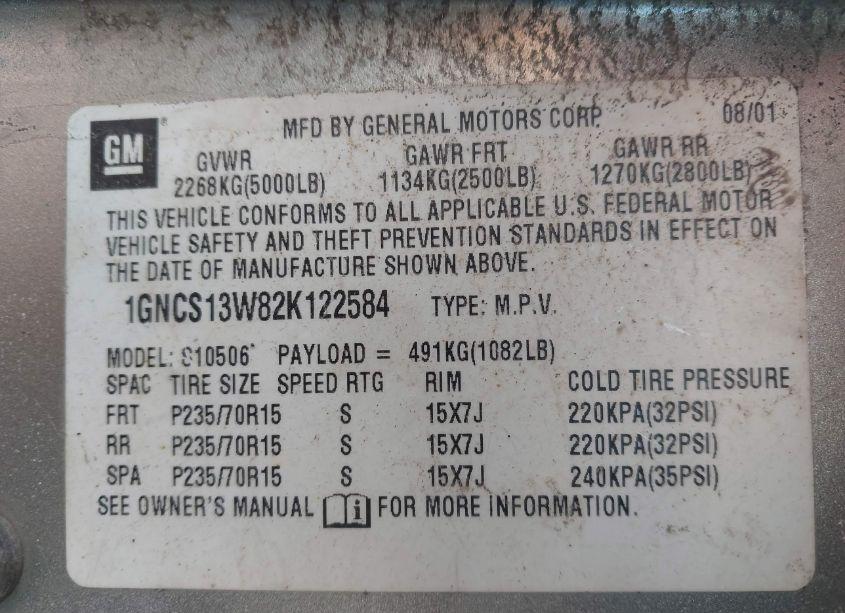 GM
MFD BY GENERAL MOTORS CORP 08/01
GVWR GAWR FRT GAWR RR
2268KG(5000LB) 1134KG(2500LB) 1270KG(2800LB)
THIS VEHICLE CONFORMS TO ALL APPLICABLE U.S. FEDERAL MOTOR
VEHICLE SAFETY AND THEFT PREVENTION STANDARDS IN EFFECT ON
THE DATE OF MANUFACTURE SHOWN ABOVE.
1GNCS13W82K122584 TYPE: M.P.V.
MODEL: S10506 PAYLOAD = 491KG(1082LB)
SPAC TIRE SIZE SPEED RTG RIM COLD TIRE PRESSURE
FRT P235/70R15 S 15X7J 220KPA(32PSI)
RR P235/70R15 S 15X7J 220KPA(32PSI)
SPA P235/70R15 S 15X7J 240KPA(35PSI)
SEE OWNER'S MANUAL FOR MORE INFORMATION.